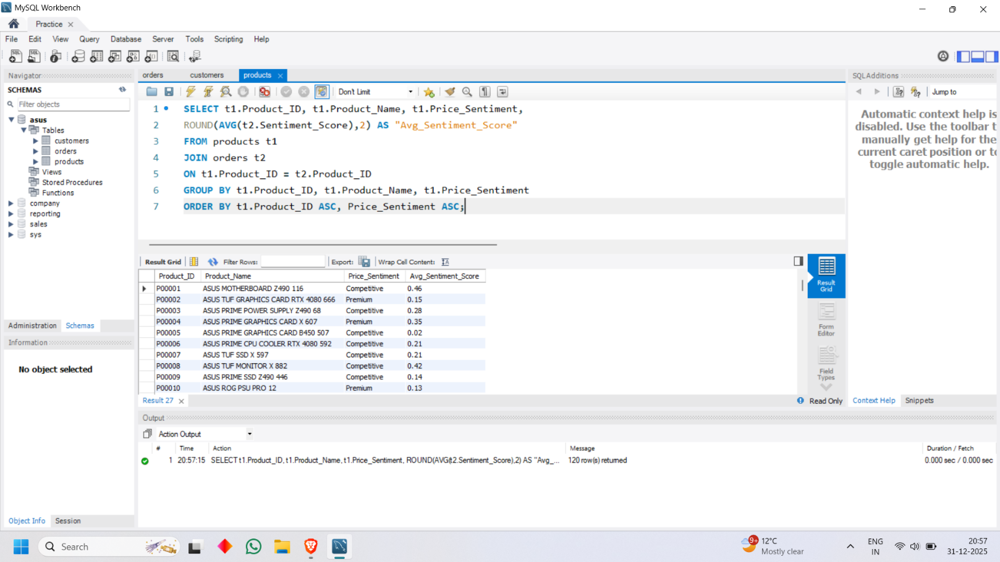 MySQL Workbench
Practice
File Edit View Query Database Server Tools Scripting Help
Navigator
SCHEMAS
Filter objects
asus
Tables
customers
orders
products
Views
Stored Procedures
Functions
company
reporting
sales
sys
Administration Schemas
Information
No object selected
Object Info Session
orders customers products
Don't Limit
1 SELECT t1.Product_ID, t1.Product_Name, t1.Price_Sentiment,
2 ROUND(AVG(t2.Sentiment_Score),2) AS "Avg_Sentiment_Score"
3 FROM products t1
4 JOIN orders t2
5 ON t1.Product_ID = t2.Product_ID
6 GROUP BY t1.Product_ID, t1.Product_Name, t1.Price_Sentiment
7 ORDER BY t1.Product_ID ASC, Price_Sentiment ASC;
Result Grid Filter Rows: Export: Wrap Cell Content:
Product_ID Product_Name Price_Sentiment Avg_Sentiment_Score
P00001 ASUS MOTHERBOARD Z490 116 Competitive 0.46
P00002 ASUS TUF GRAPHICS CARD RTX 4080 666 Premium 0.15
P00003 ASUS PRIME POWER SUPPLY Z490 68 Competitive 0.28
P00004 ASUS PRIME GRAPHICS CARD X 607 Premium 0.35
P00005 ASUS PRIME GRAPHICS CARD B450 507 Competitive 0.02
P00006 ASUS PRIME CPU COOLER RTX 4080 592 Competitive 0.21
P00007 ASUS TUF SSD X 597 Competitive 0.21
P00008 ASUS TUF MONITOR X 882 Competitive 0.42
P00009 ASUS PRIME SSD Z490 446 Competitive 0.14
P00010 ASUS ROG PSU PRO 12 Premium 0.13
Result
Grid
Form
Editor
Field
Types
Result 27
Read Only
SQLAdditions
Jump to
Automatic context help is
disabled. Use the toolbar t
manually get help for the
current caret position or to
toggle automatic help.
Context Help Snippets
Output
Action Output
# Time Action Message Duration / Fetch
1 20:57:15 SELECT t1.Product_ID, t1.Product_Name, t1.Price_Sentiment, ROUND(AVG(t2.Sentiment_Score),2) AS "Avg_... 120 row(s) returned 0.000 sec / 0.000 sec
Search
9+
12°C
Mostly clear
ENG
IN
20:57
31-12-2025